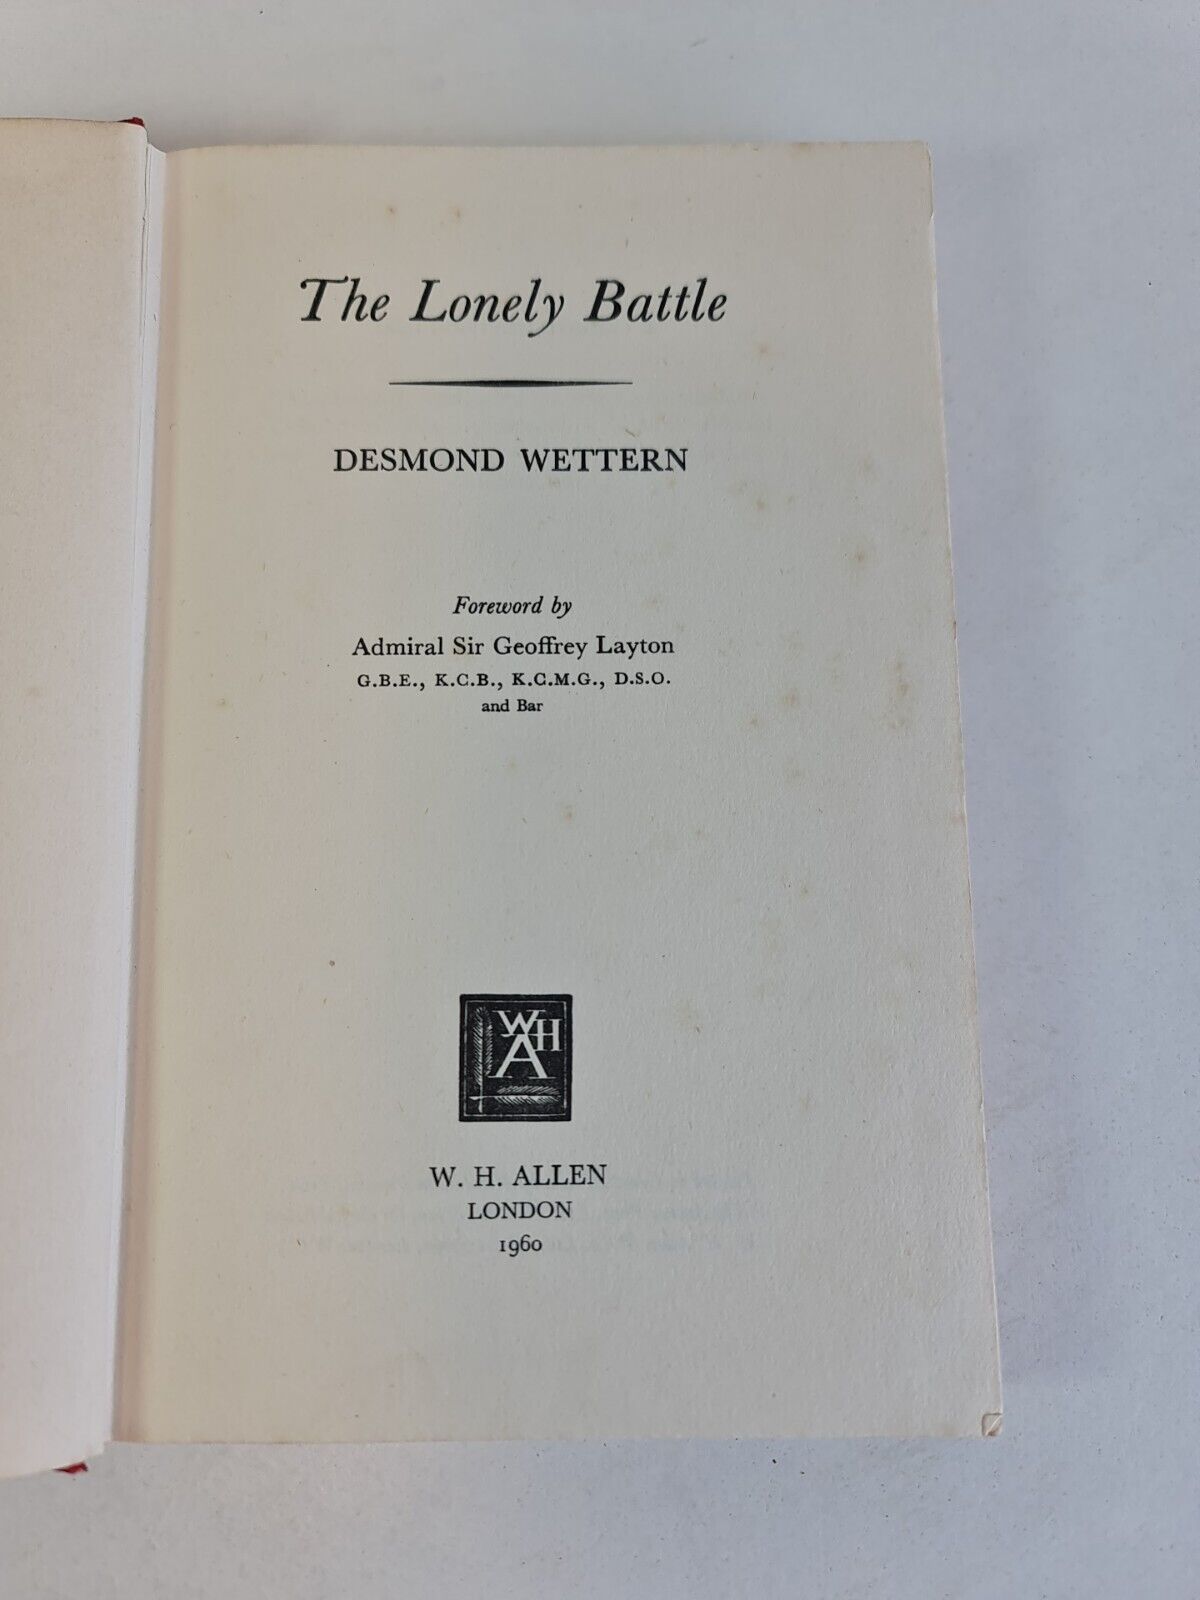 The Lonely Battle
DESMOND WETTERN
Foreword by
Admiral Sir Geoffrey Layton
G.B.E., K.C.B., K.C.M.G., D.S.O.
and Bar
WHA
W. H. ALLEN
LONDON
1960